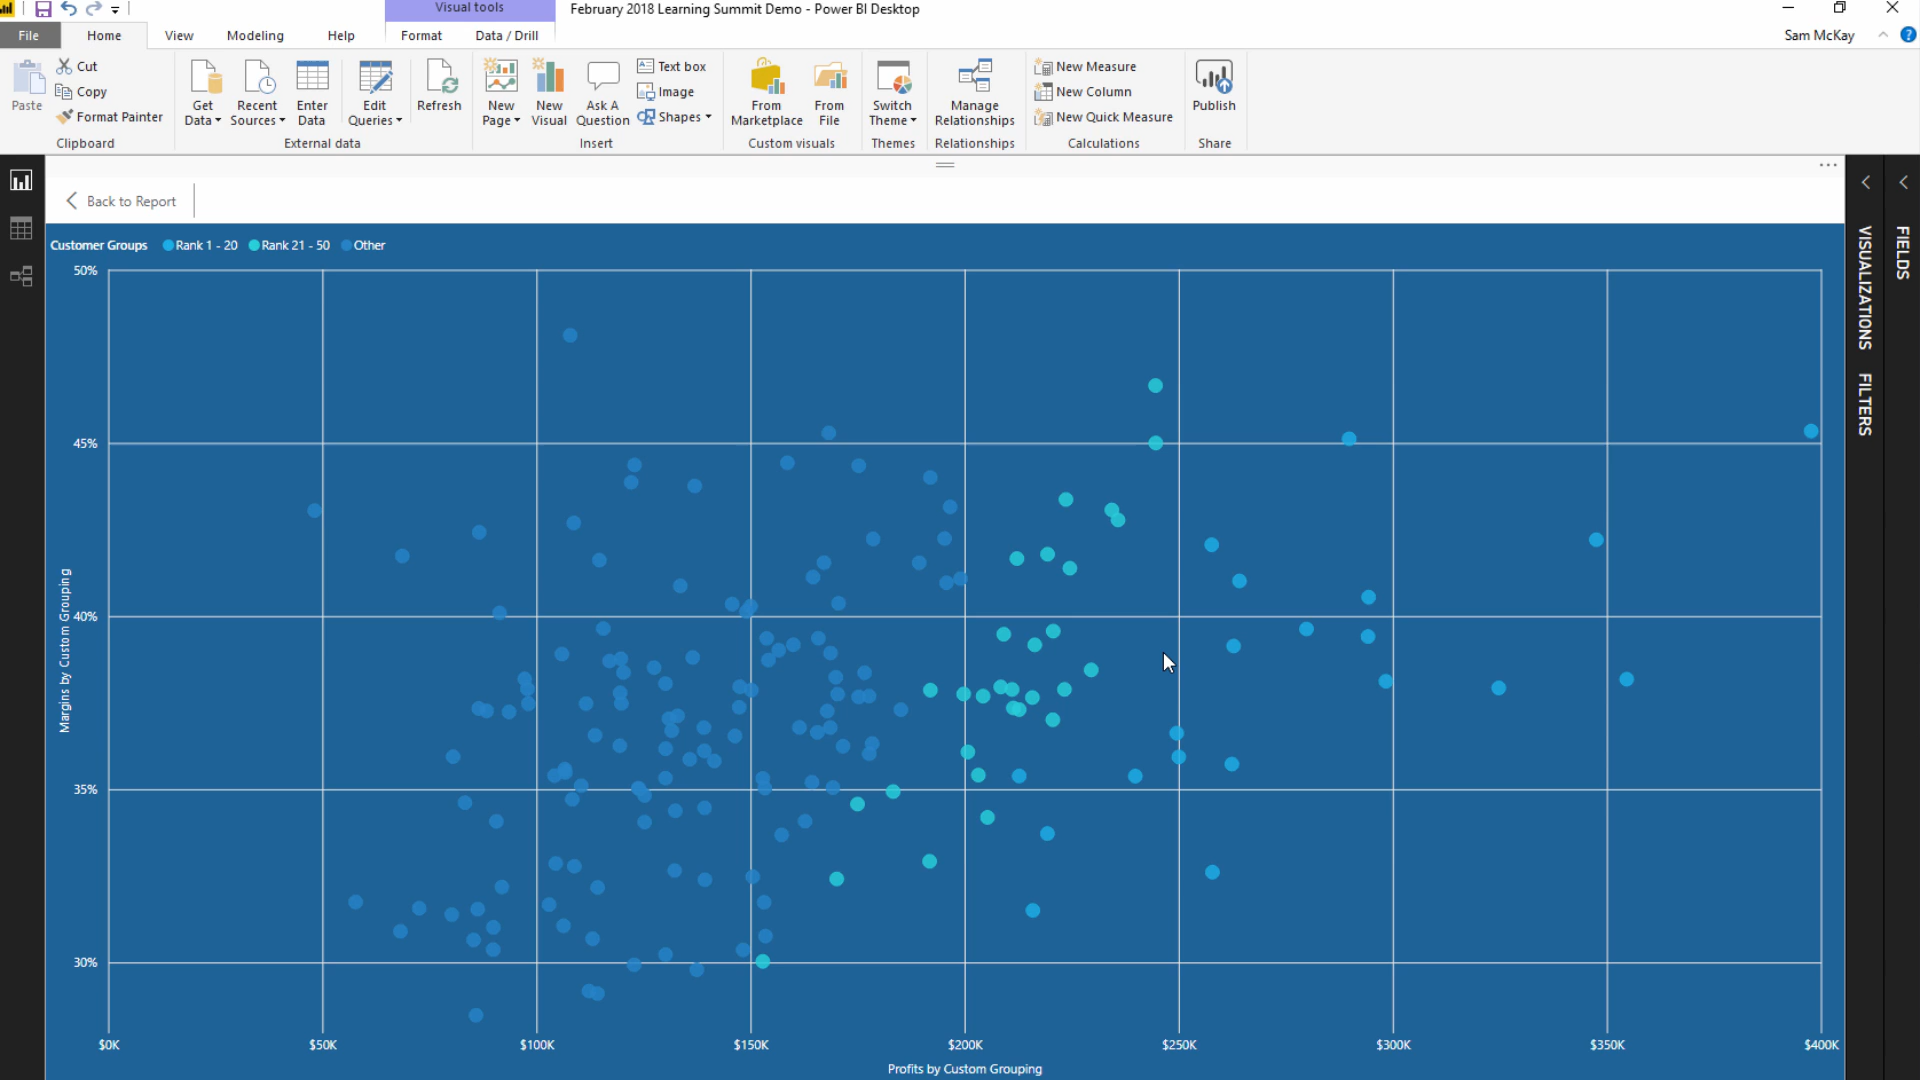 Visual tools
February 2018 Learning Summit Demo - Power BI Desktop
File Home View Modeling Help Format Data / Drill Sam McKay ?
Paste
Cut
Copy
Format Painter
Clipboard
Get Data
Recent Sources
Enter Data
Edit Queries
Refresh
External data
New Page
New Visual
Ask A Question
Text box
Image
Shapes
Insert
From Marketplace
From File
Custom visuals
Switch Theme
Themes
Manage Relationships
Relationships
New Measure
New Column
New Quick Measure
Calculations
Publish
Share
Back to Report
VISUALIZATIONS
FILTERS
FIELDS
Customer Groups Rank 1 - 20 Rank 21 - 50 Other
50%
45%
40%
35%
30%
Margins by Custom Grouping
$0K $50K $100K $150K $200K $250K $300K $350K $400K
Profits by Custom Grouping